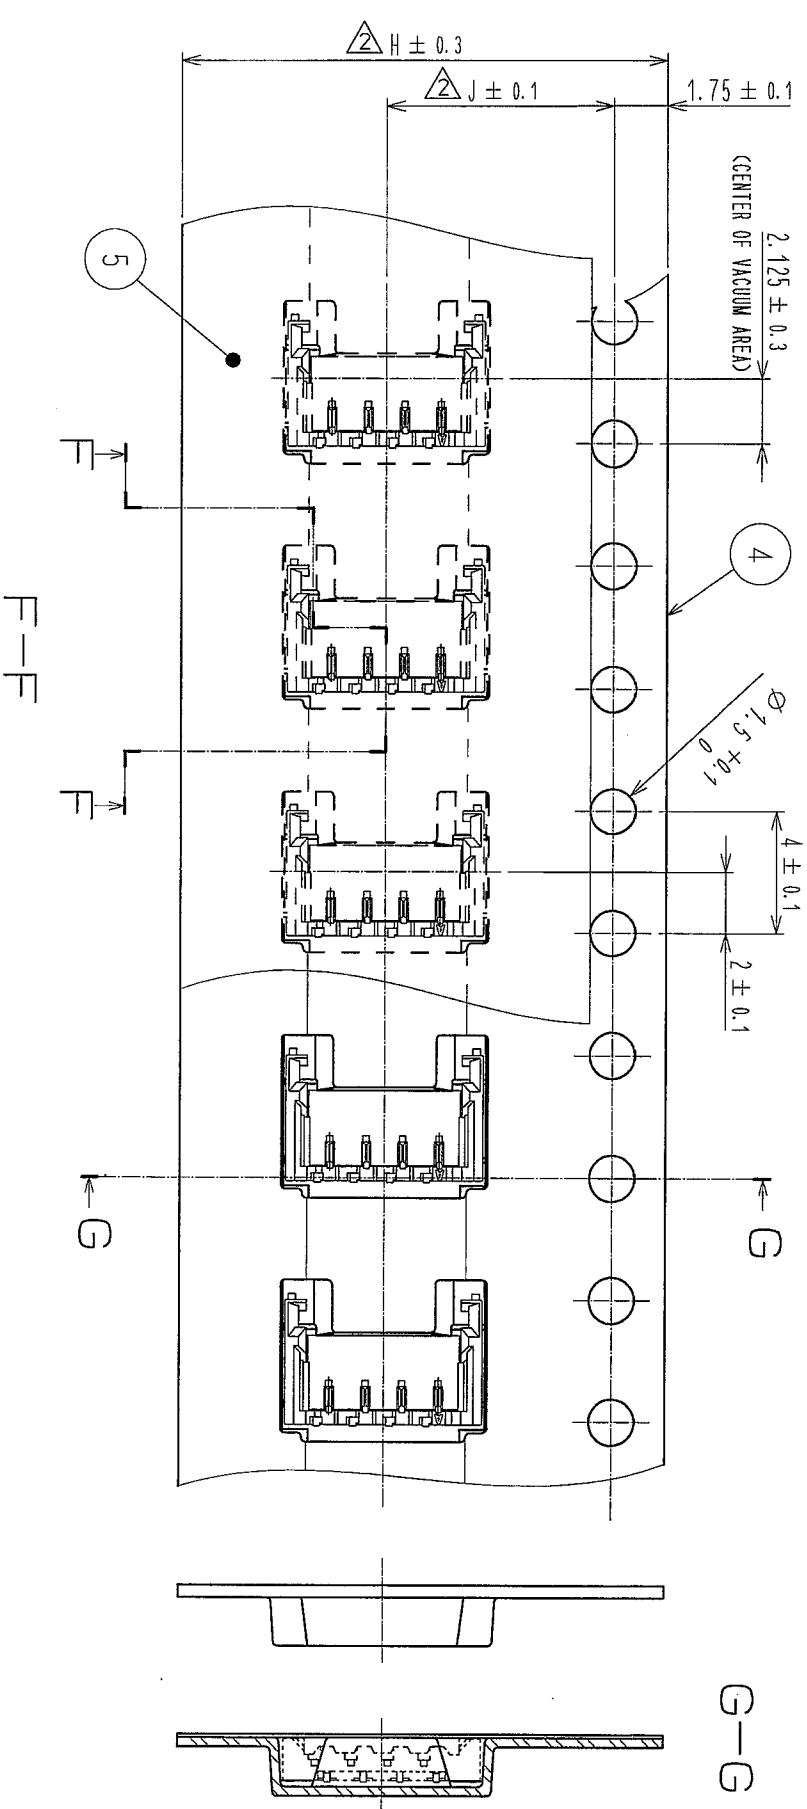 2 H ± 0.3
2 J ± 0.1
1.75 ± 0.1
2.125 ± 0.3
(CENTER OF VACUUM AREA)
5
4
F
F
F-F
Ø 1.5 +0.1
0
4 ± 0.1
2 ± 0.1
G
G
G-G